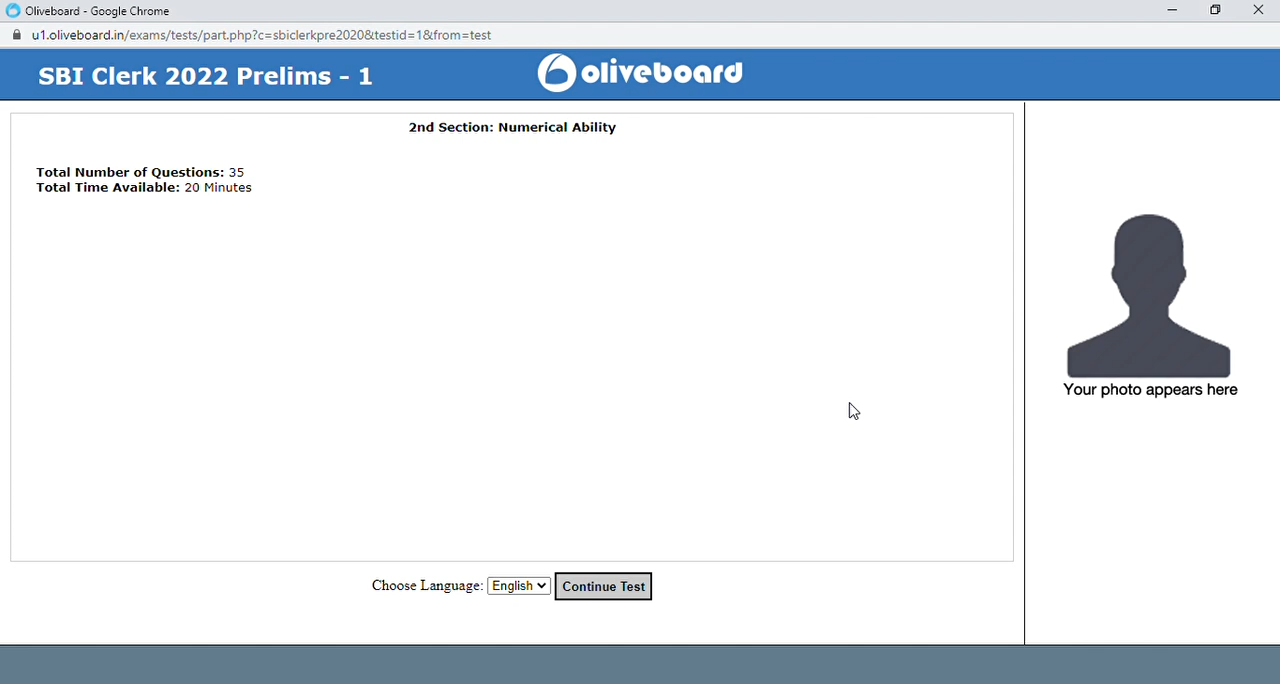 Oliveboard - Google Chrome
u1.oliveboard.in/exams/tests/part.php?c=sbiclerkpre2020&testid=1&from=test
SBI Clerk 2022 Prelims - 1
oliveboard
2nd Section: Numerical Ability
Total Number of Questions: 35
Total Time Available: 20 Minutes
Your photo appears here
Choose Language: English Continue Test